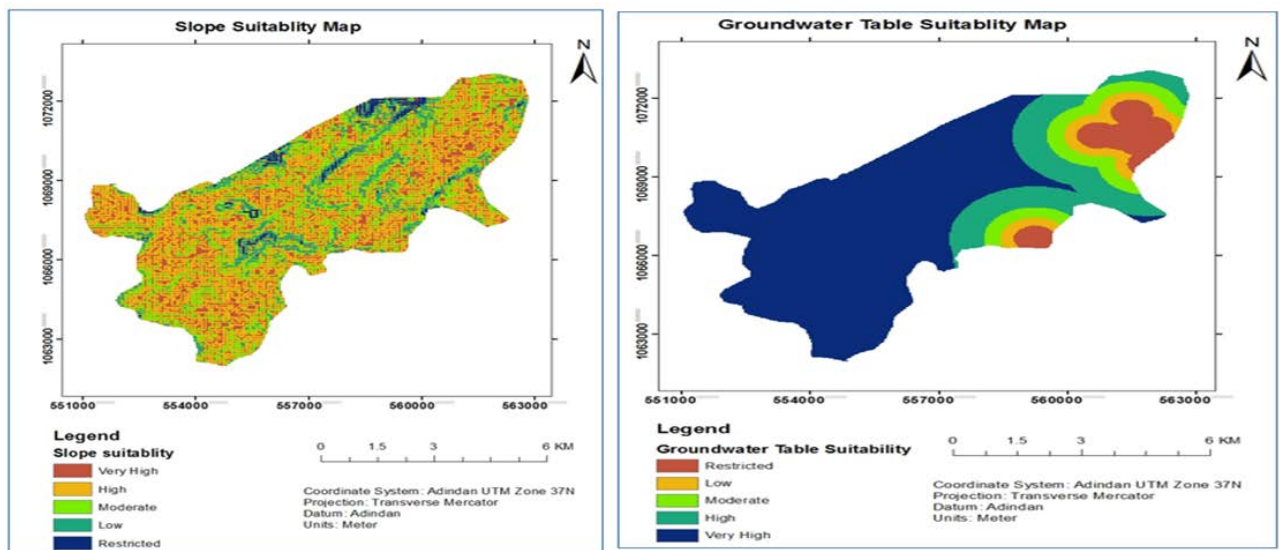 Slope Suitablity Map
N
1072000
1069000
1066000
1063000
551000
554000
557000
560000
563000
Legend
Slope suitablity
Very High
High
Moderate
Low
Restricted
0 1.5 3 6 KM
Coordinate System: Adindan UTM Zone 37N
Projection: Transverse Mercator
Datum: Adindan
Units: Meter
Groundwater Table Suitablity Map
N
1072000
1069000
1066000
1063000
551000
554000
557000
560000
563000
Legend
Groundwater Table Suitability
Restricted
Low
Moderate
High
Very High
0 1.5 3 6 KM
Coordinate System: Adindan UTM Zone 37N
Projection: Transverse Mercator
Datum: Adindan
Units: Meter